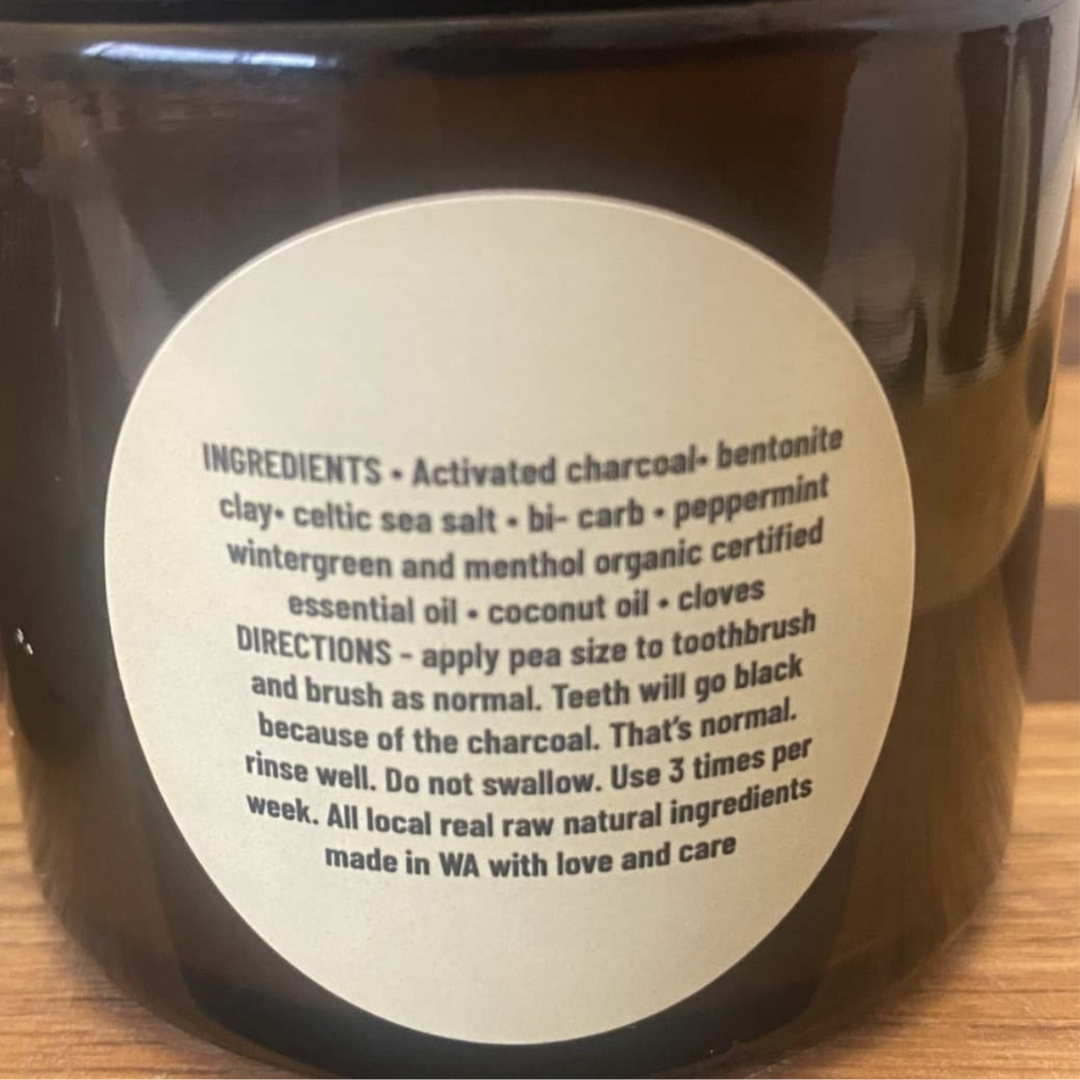 INGREDIENTS • Activated charcoal• bentonite
clay• celtic sea salt • bi- carb • peppermint
wintergreen and menthol organic certified
essential oil • coconut oil • cloves
DIRECTIONS - apply pea size to toothbrush
and brush as normal. Teeth will go black
because of the charcoal. That's normal.
rinse well. Do not swallow. Use 3 times per
week. All local real raw natural ingredients
made in WA with love and care